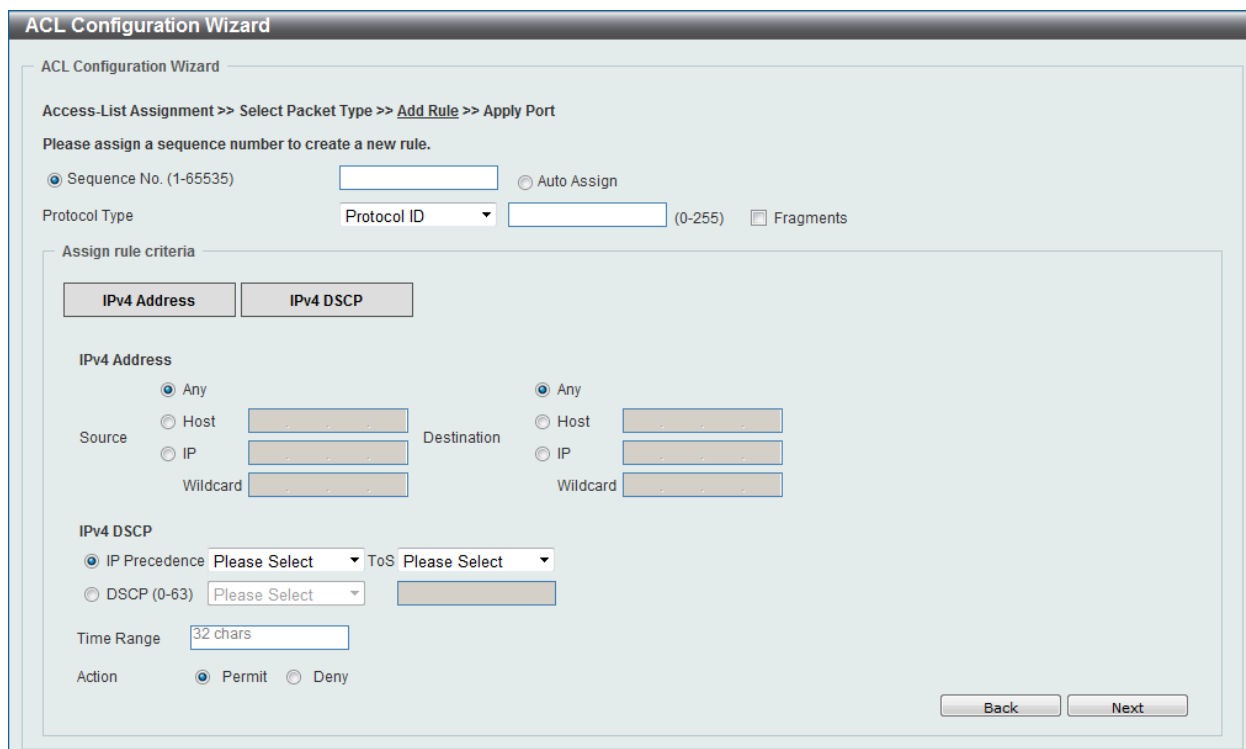 ACL Configuration Wizard
ACL Configuration Wizard
Access-List Assignment >> Select Packet Type >> Add Rule >> Apply Port
Please assign a sequence number to create a new rule.
Sequence No. (1-65535) Auto Assign
Protocol Type Protocol ID (0-255) Fragments
Assign rule criteria
IPv4 Address IPv4 DSCP
IPv4 Address
Any Any
Host Host
Source Destination
IP IP
Wildcard Wildcard
IPv4 DSCP
IP Precedence Please Select ToS Please Select
DSCP (0-63) Please Select
Time Range 32 chars
Action Permit Deny
Back Next